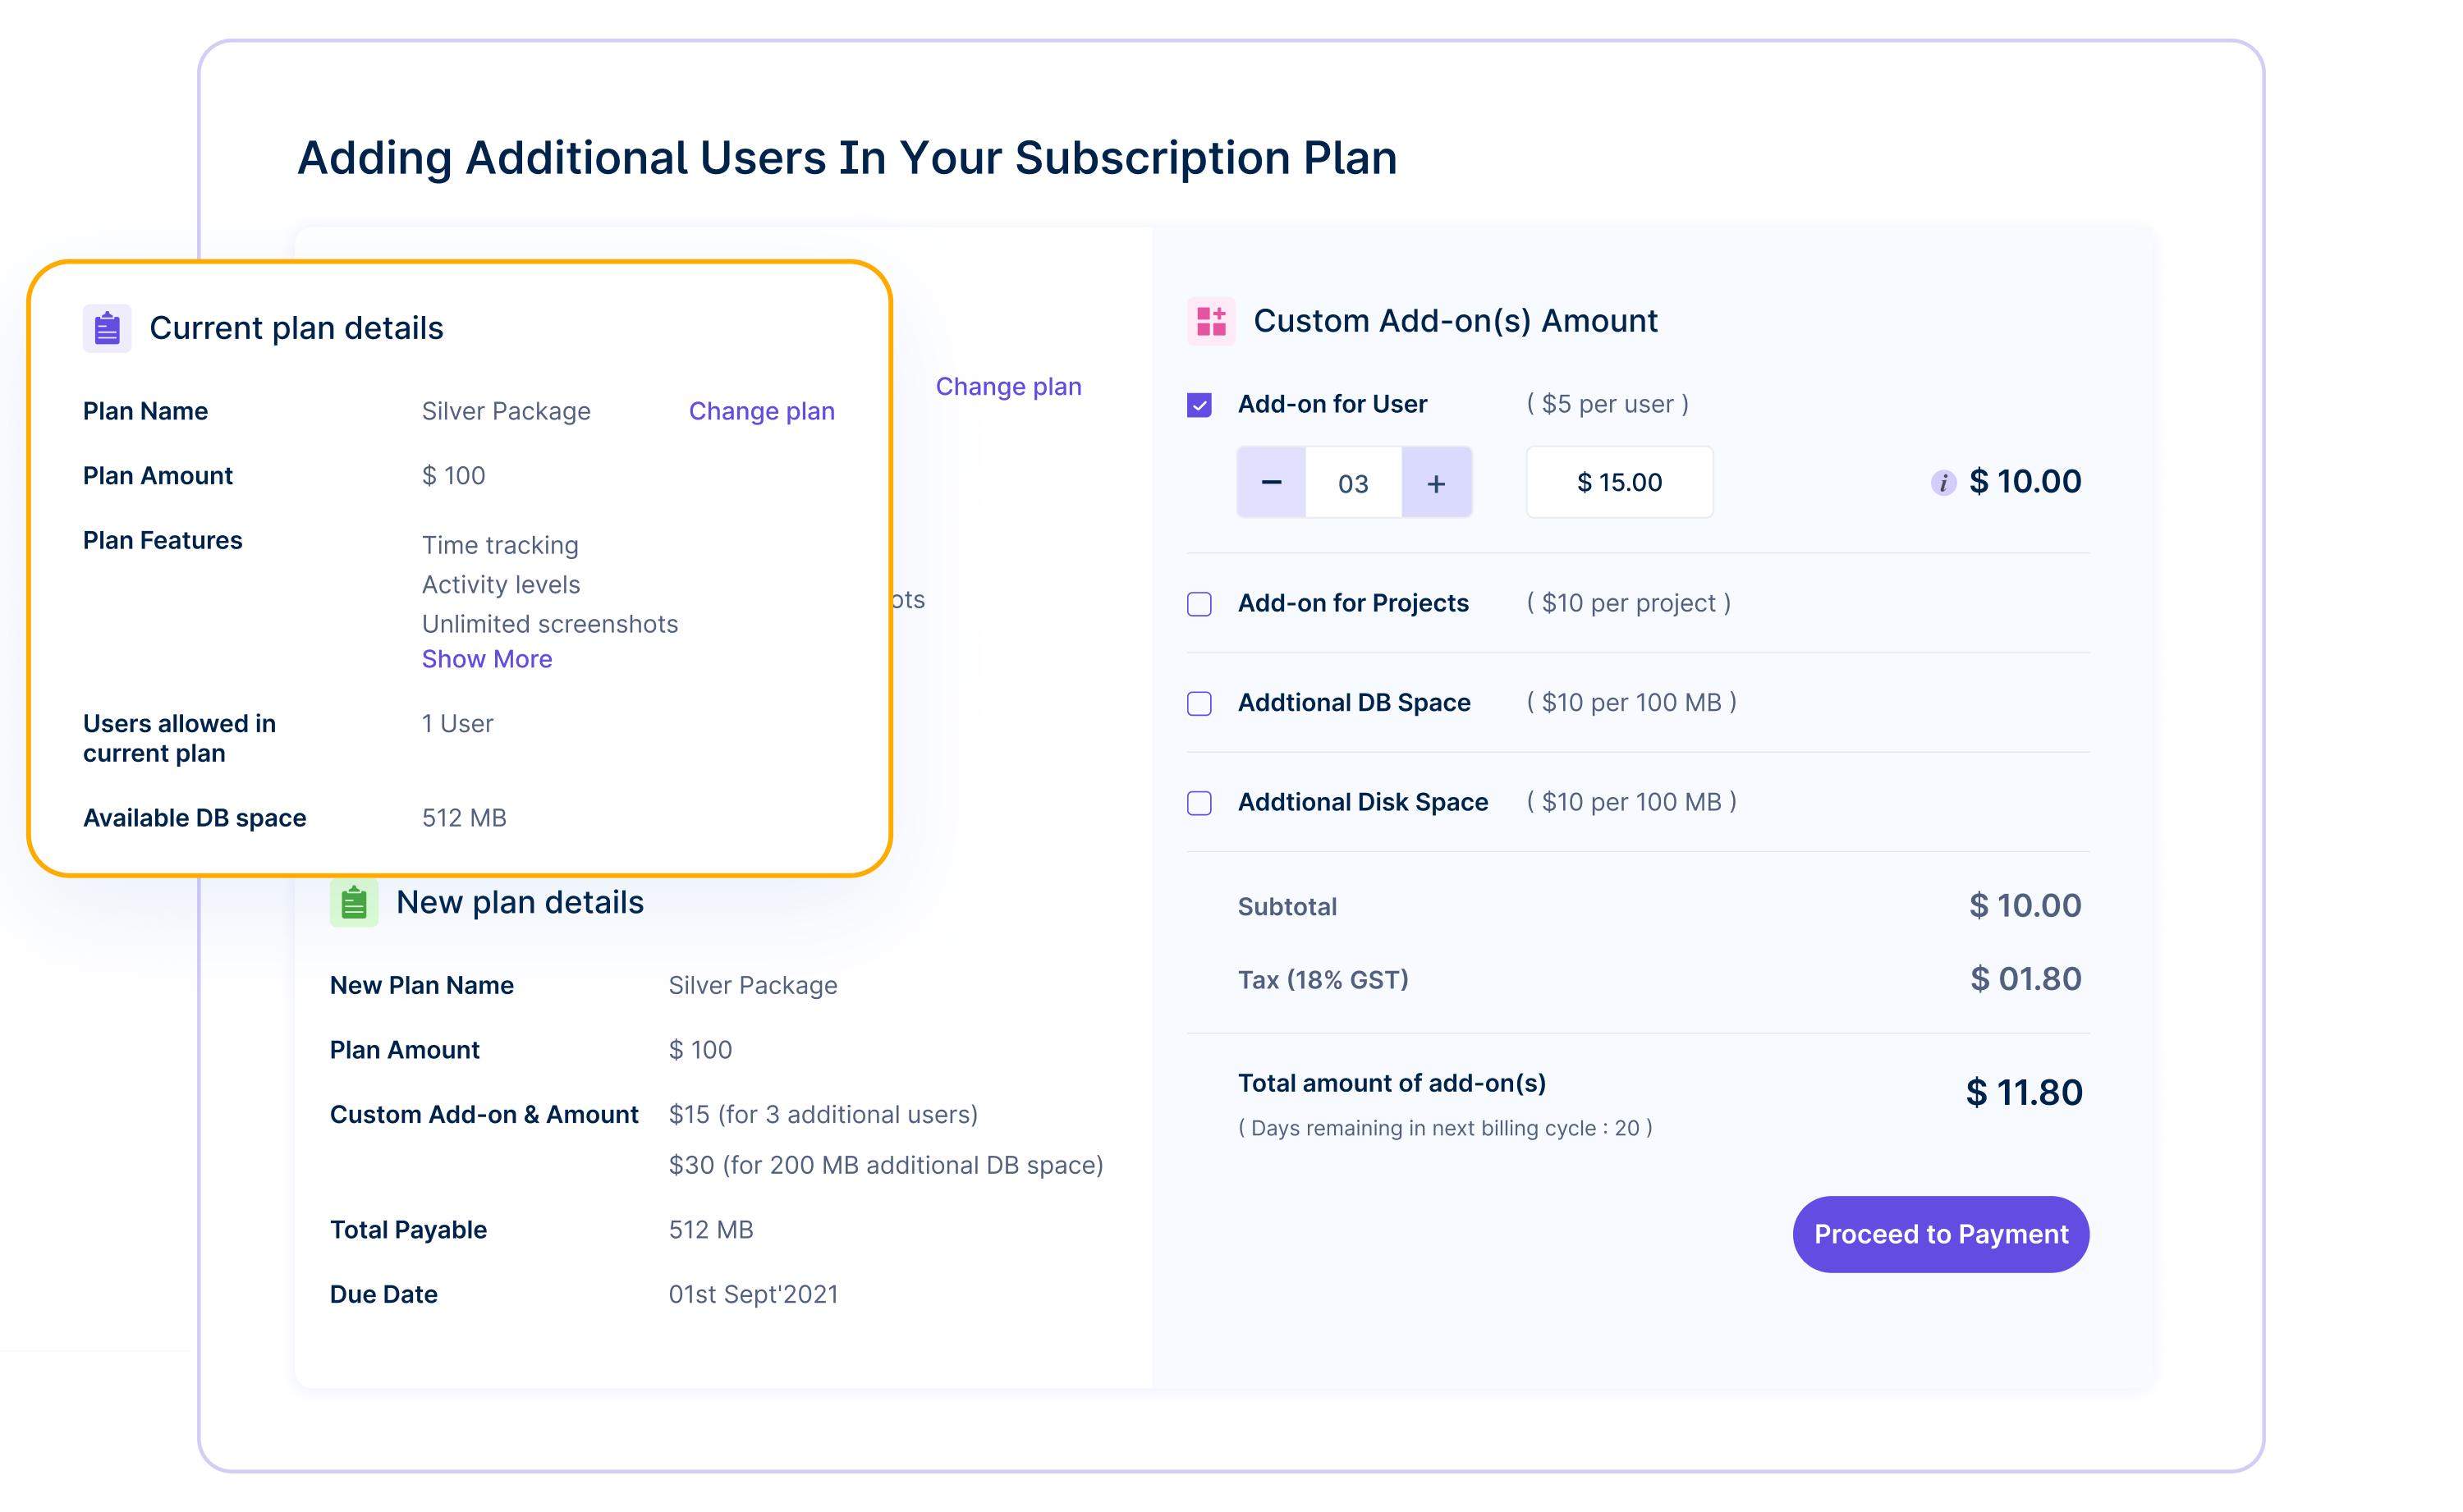 Adding Additional Users In Your Subscription Plan
Current plan details
Plan Name Silver Package Change plan
Plan Amount $ 100
Plan Features Time tracking
Activity levels
Unlimited screenshots
Show More
Users allowed in 1 User
current plan
Available DB space 512 MB
Change plan
ots
New plan details
New Plan Name Silver Package
Plan Amount $ 100
Custom Add-on & Amount $15 (for 3 additional users)
$30 (for 200 MB additional DB space)
Total Payable 512 MB
Due Date 01st Sept'2021
Custom Add-on(s) Amount
Add-on for User ( $5 per user )
− 03 + $ 15.00 i $ 10.00
Add-on for Projects ( $10 per project )
Addtional DB Space ( $10 per 100 MB )
Addtional Disk Space ( $10 per 100 MB )
Subtotal $ 10.00
Tax (18% GST) $ 01.80
Total amount of add-on(s) $ 11.80
( Days remaining in next billing cycle : 20 )
Proceed to Payment